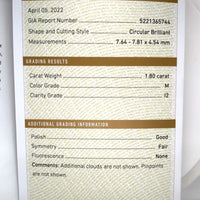 April 05, 2022
GIA Report Number 5221365744
Shape and Cutting Style Circular Brilliant
Measurements 7.64 - 7.81 x 4.54 mm
GRADING RESULTS
Carat Weight 1.80 carat
Color Grade M
Clarity Grade I2
ADDITIONAL GRADING INFORMATION
Polish Good
Symmetry Fair
Fluorescence None
Comments: Additional clouds are not shown. Pinpoints
are not shown.